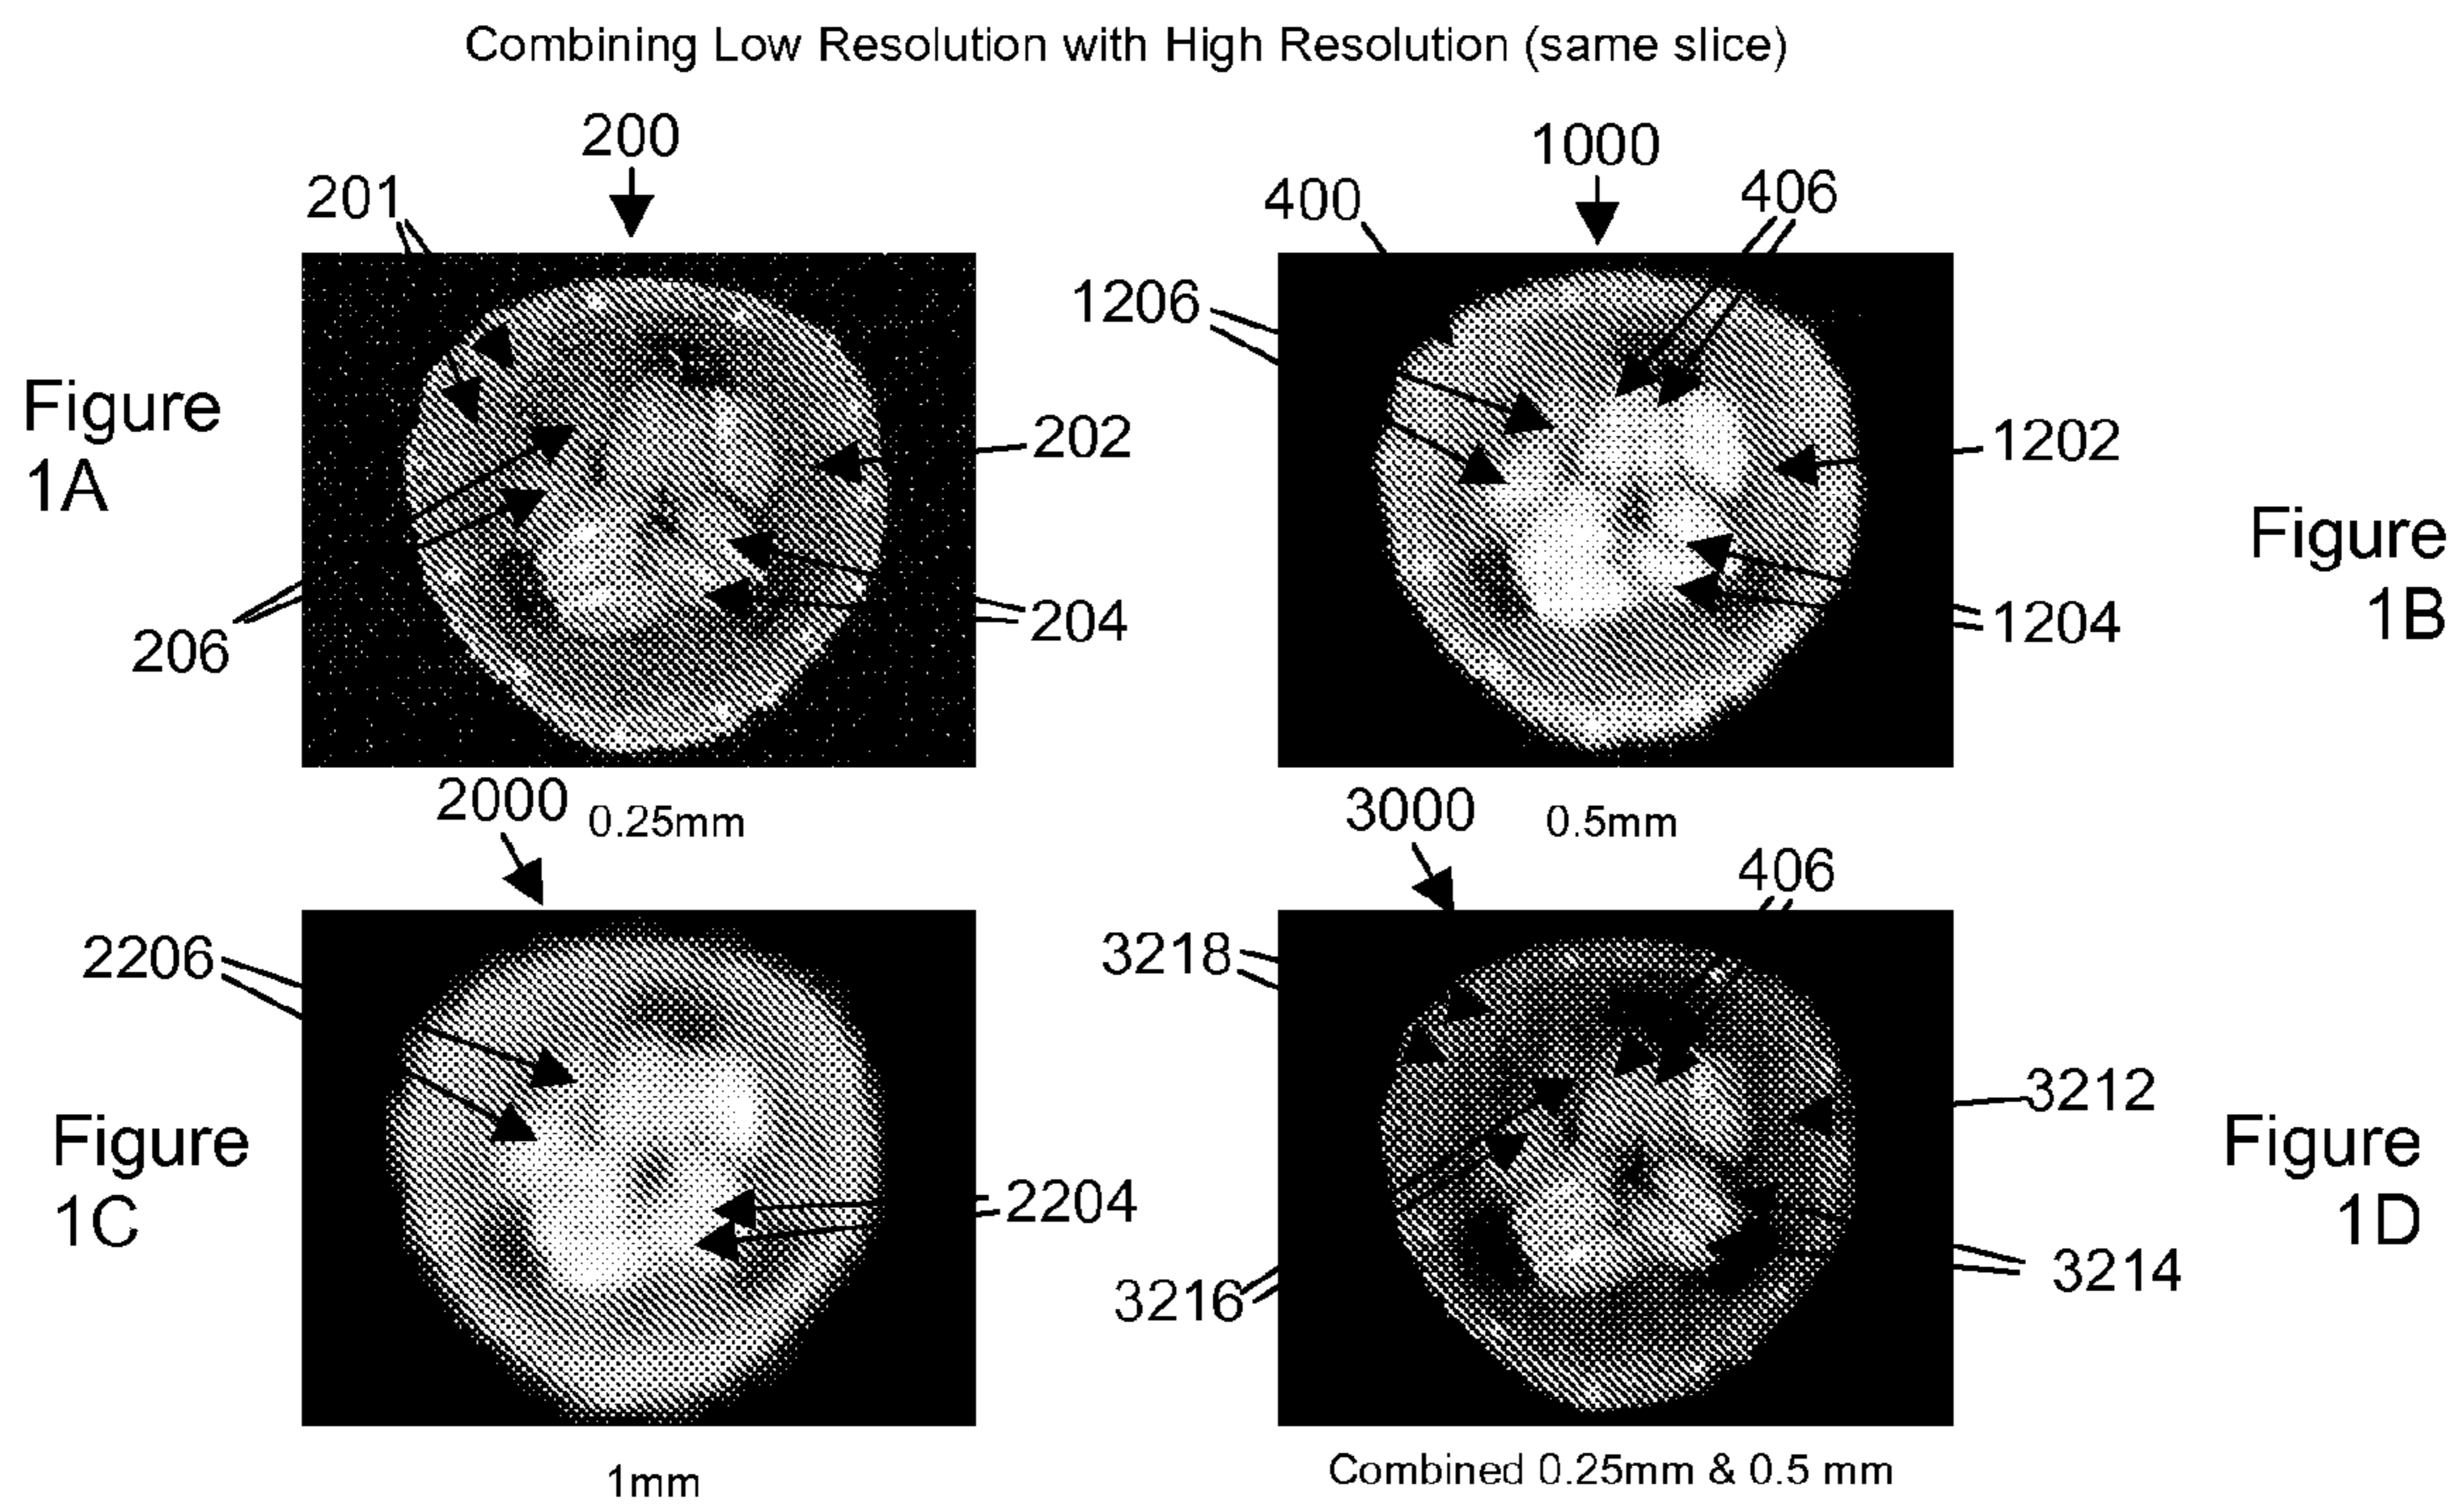 Combining Low Resolution with High Resolution (same slice)
200
1000
201
400
406
1206
Figure
1A
202
1202
Figure
1B
206
204
1204
2000
0.25mm
3000
0.5mm
406
2206
3218
Figure
1C
3212
Figure
1D
2204
3216
3214
1mm
Combined 0.25mm & 0.5 mm